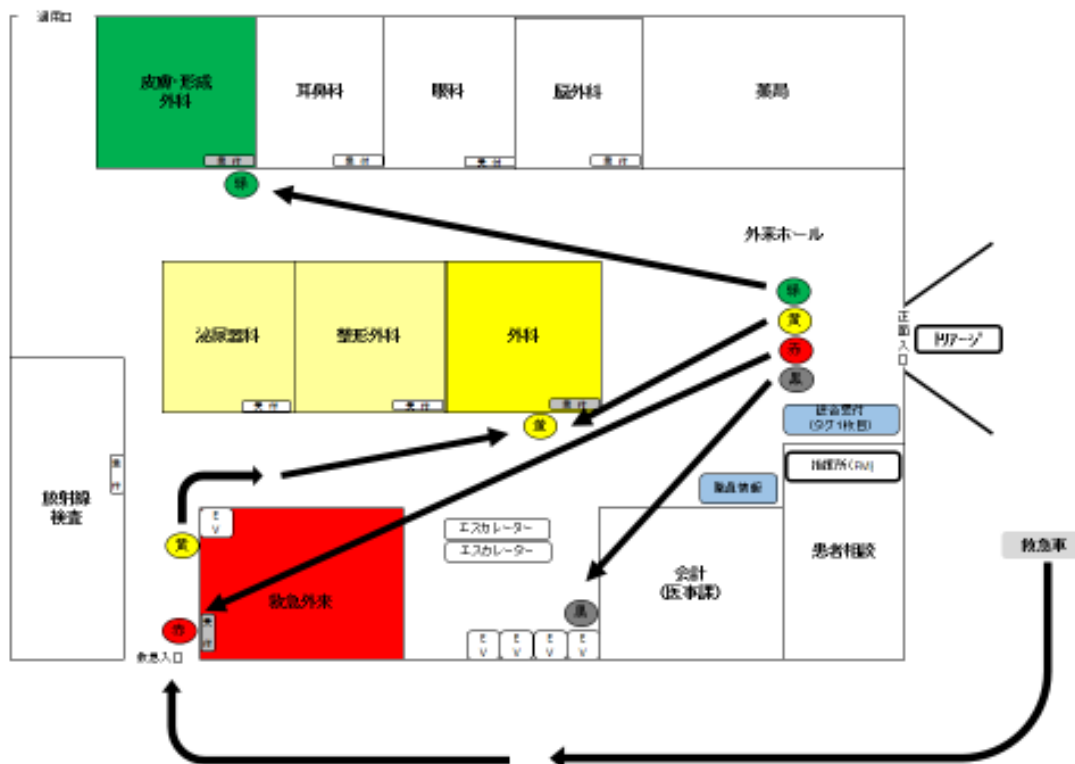 通用口
皮膚・形成
外科
耳鼻科
眼科
脳外科
薬局
受付
受付
受付
受付
緑
外来ホール
緑
黄
赤
黒
正面入口
トリアージ
泌尿器科
整形外科
外科
受付
受付
受付
黄
総合受付
(タグ1枚目)
指揮所(RM)
職員情報
受付
放射線
検査
EV
エスカレーター
エスカレーター
黄
救急外来
会計
(医事課)
患者相談
救急車
赤
受付
黒
EV
EV
EV
EV
救急入口